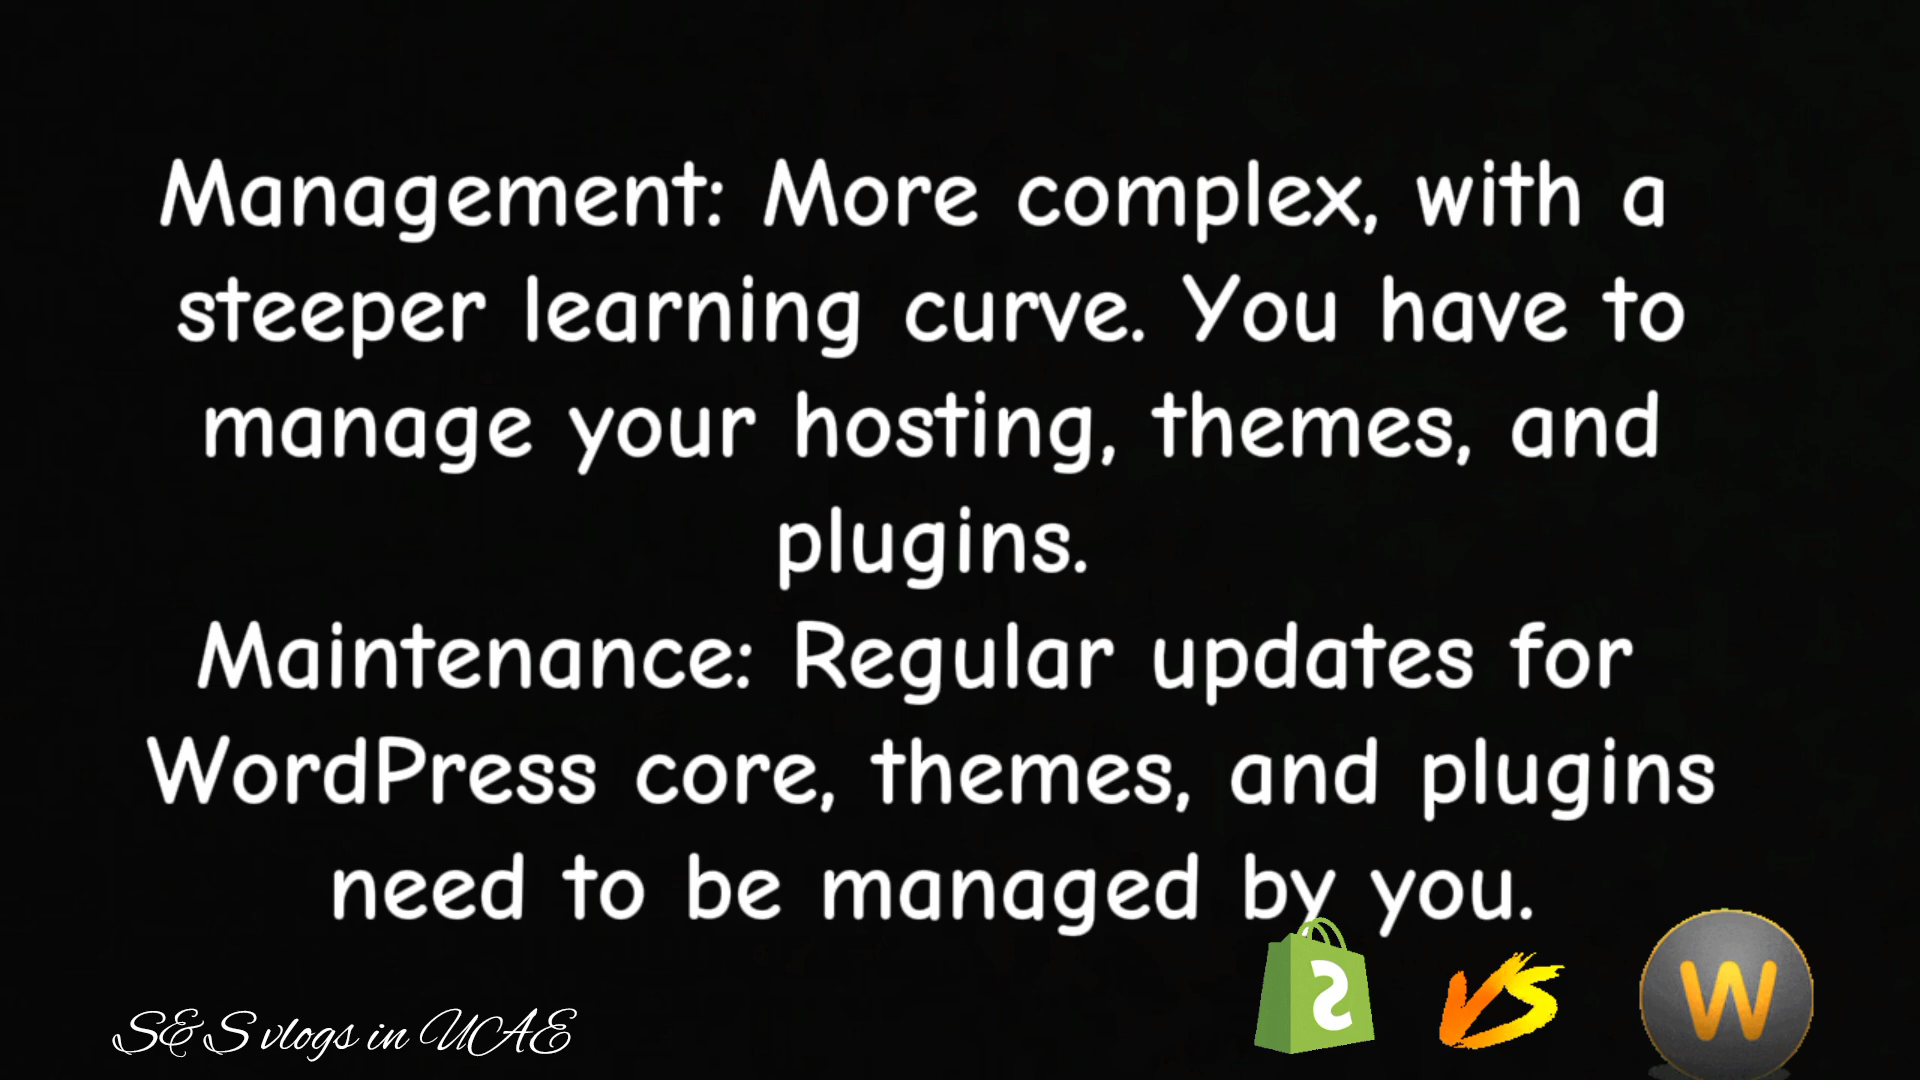 Management: More complex, with a
steeper learning curve. You have to
manage your hosting, themes, and
plugins.
Maintenance: Regular updates for
WordPress core, themes, and plugins
need to be managed by you.
S
VS
W
S&S vlogs in UAE